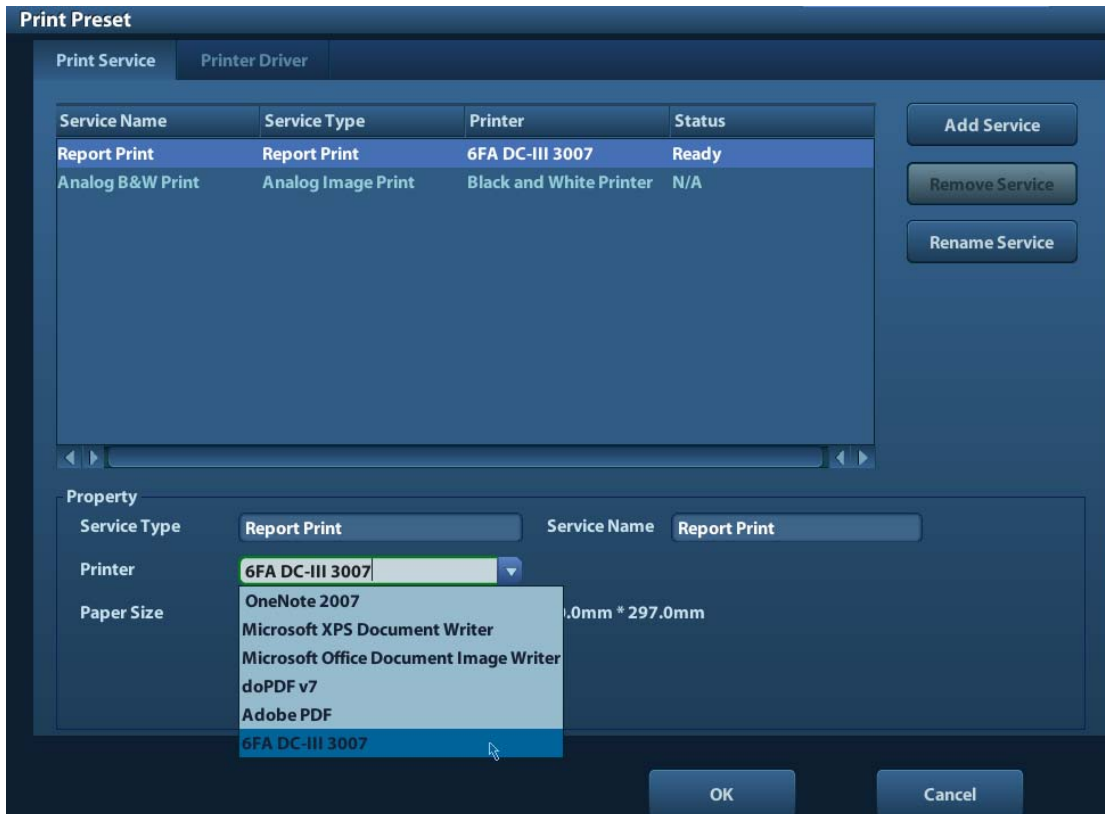 Print Preset
Print Service Printer Driver
Service Name Service Type Printer Status
Report Print Report Print 6FA DC-III 3007 Ready
Analog B&W Print Analog Image Print Black and White Printer N/A
Add Service
Remove Service
Rename Service
Property
Service Type Report Print Service Name Report Print
Printer 6FA DC-III 3007
Paper Size .0mm * 297.0mm
OneNote 2007
Microsoft XPS Document Writer
Microsoft Office Document Image Writer
doPDF v7
Adobe PDF
6FA DC-III 3007
OK Cancel